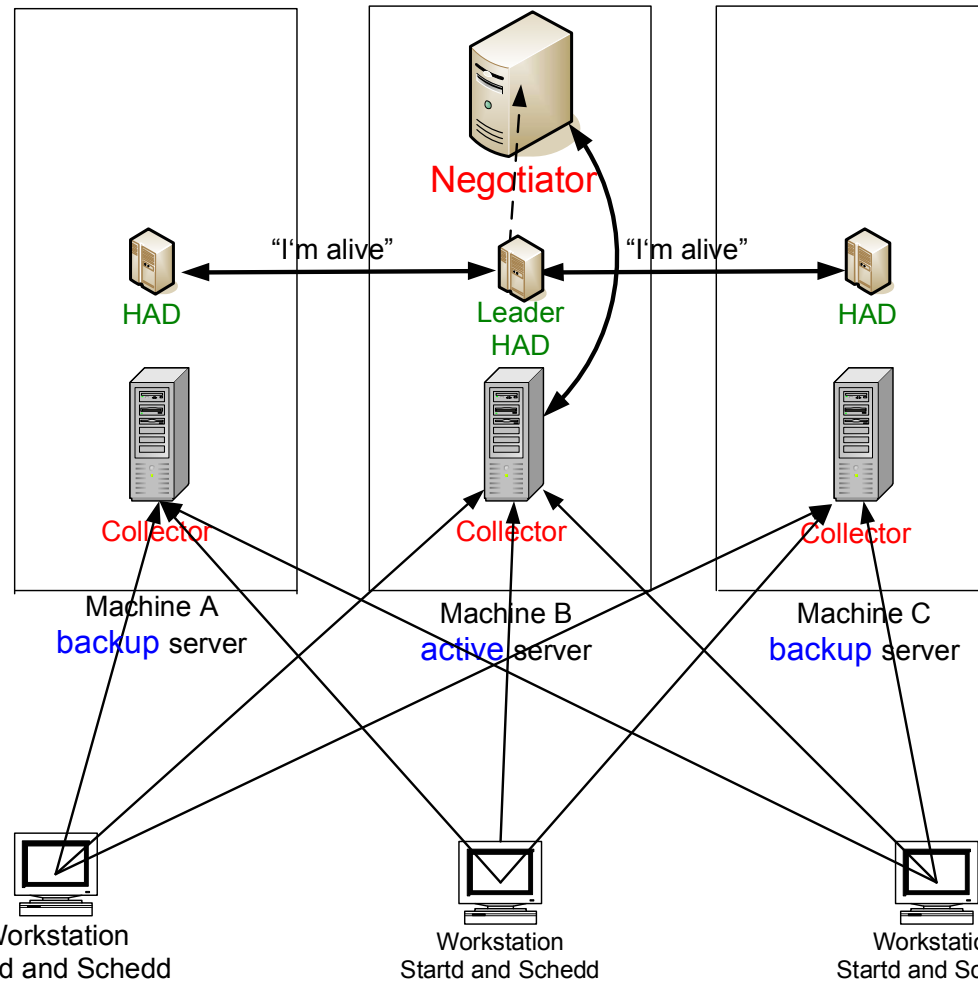 Negotiator
“I‘m alive”
“I‘m alive”
HAD
Leader
HAD
HAD
Collector
Collector
Collector
Machine A
backup server
Machine B
active server
Machine C
backup server
and Schedd
Workstation
Startd and Schedd
Startd and